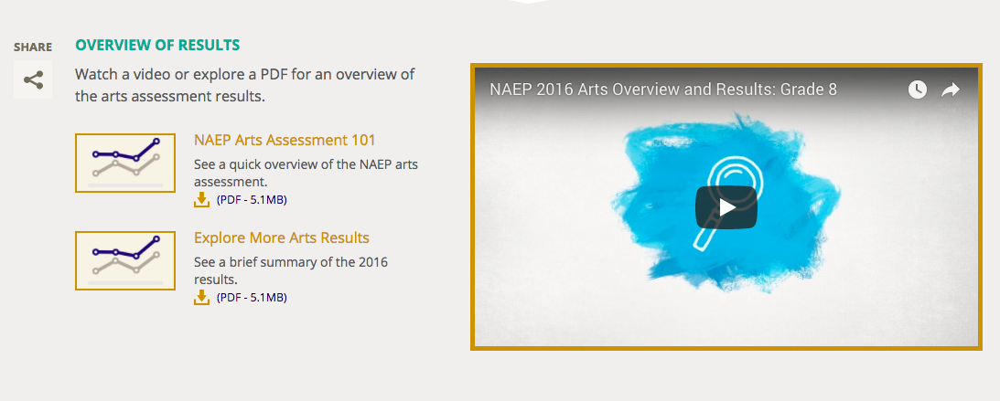 SHARE
OVERVIEW OF RESULTS
Watch a video or explore a PDF for an overview of
the arts assessment results.
NAEP Arts Assessment 101
See a quick overview of the NAEP arts
assessment.
(PDF - 5.1MB)
Explore More Arts Results
See a brief summary of the 2016
results.
(PDF - 5.1MB)
NAEP 2016 Arts Overview and Results: Grade 8